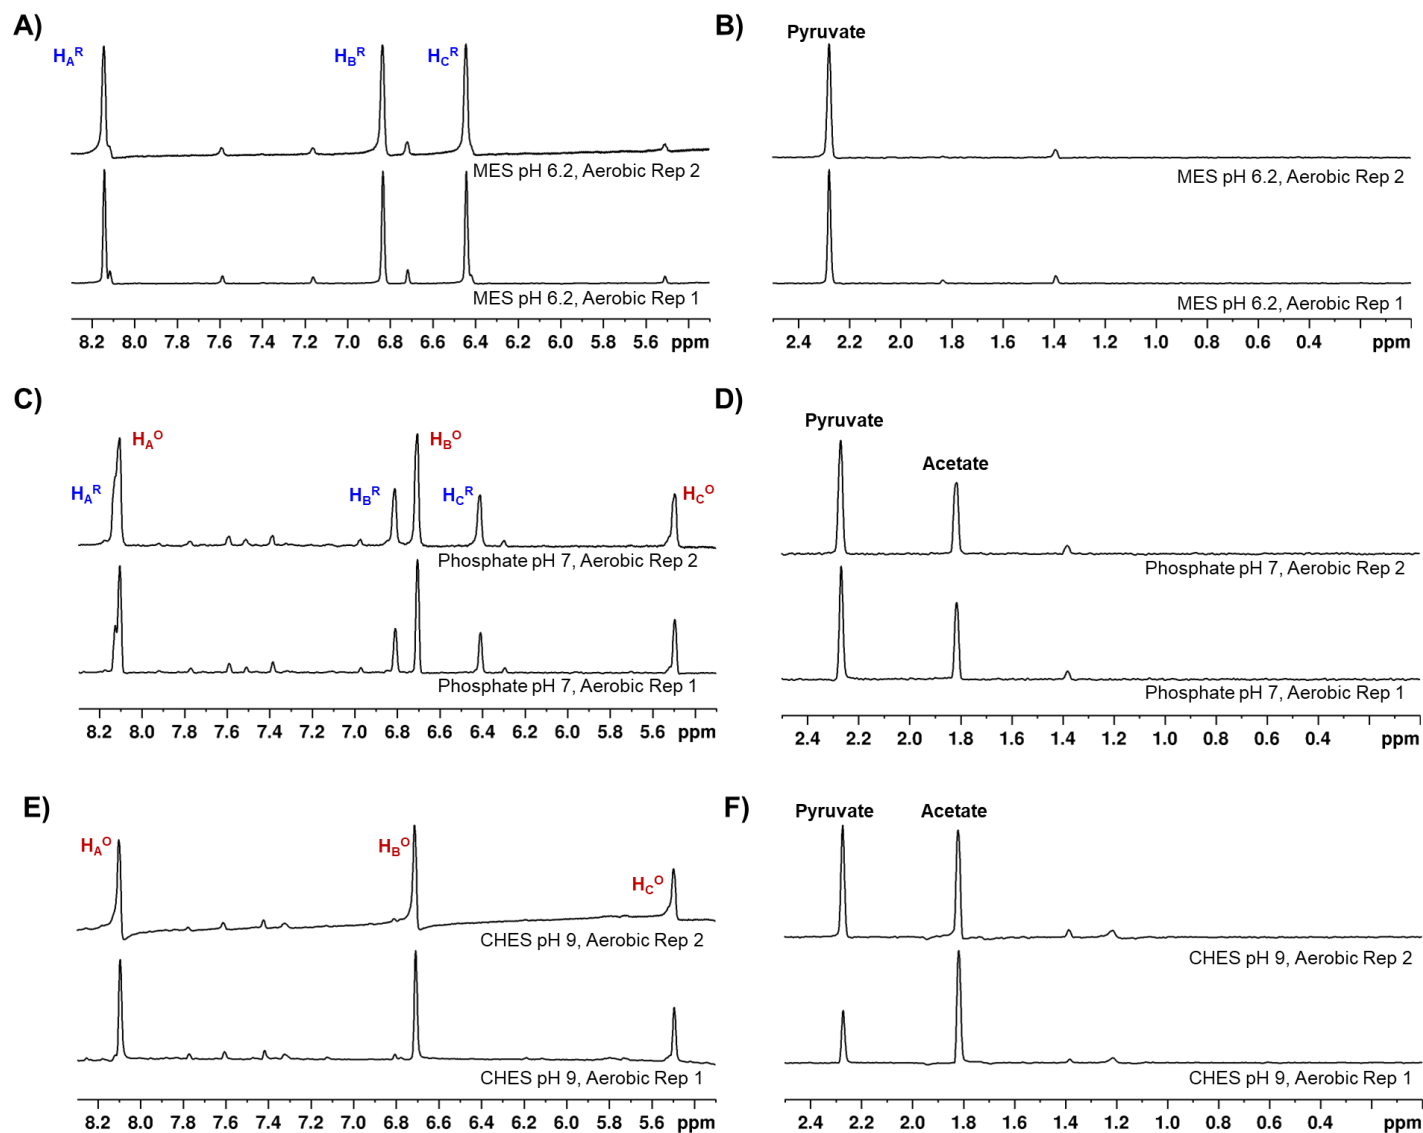 A)
H_A^R
H_B^R
H_C^R
MES pH 6.2, Aerobic Rep 2
MES pH 6.2, Aerobic Rep 1
8.2 8.0 7.8 7.6 7.4 7.2 7.0 6.8 6.6 6.4 6.2 6.0 5.8 5.6 ppm
B)
Pyruvate
MES pH 6.2, Aerobic Rep 2
MES pH 6.2, Aerobic Rep 1
2.4 2.2 2.0 1.8 1.6 1.4 1.2 1.0 0.8 0.6 0.4 ppm
C)
H_A^O
H_B^O
H_A^R
H_B^R
H_C^R
H_C^O
Phosphate pH 7, Aerobic Rep 2
Phosphate pH 7, Aerobic Rep 1
8.2 8.0 7.8 7.6 7.4 7.2 7.0 6.8 6.6 6.4 6.2 6.0 5.8 5.6 ppm
D)
Pyruvate
Acetate
Phosphate pH 7, Aerobic Rep 2
Phosphate pH 7, Aerobic Rep 1
2.4 2.2 2.0 1.8 1.6 1.4 1.2 1.0 0.8 0.6 0.4 ppm
E)
H_A^O
H_B^O
H_C^O
CHES pH 9, Aerobic Rep 2
CHES pH 9, Aerobic Rep 1
8.2 8.0 7.8 7.6 7.4 7.2 7.0 6.8 6.6 6.4 6.2 6.0 5.8 5.6 ppm
F)
Pyruvate Acetate
CHES pH 9, Aerobic Rep 2
CHES pH 9, Aerobic Rep 1
2.4 2.2 2.0 1.8 1.6 1.4 1.2 1.0 0.8 0.6 0.4 ppm